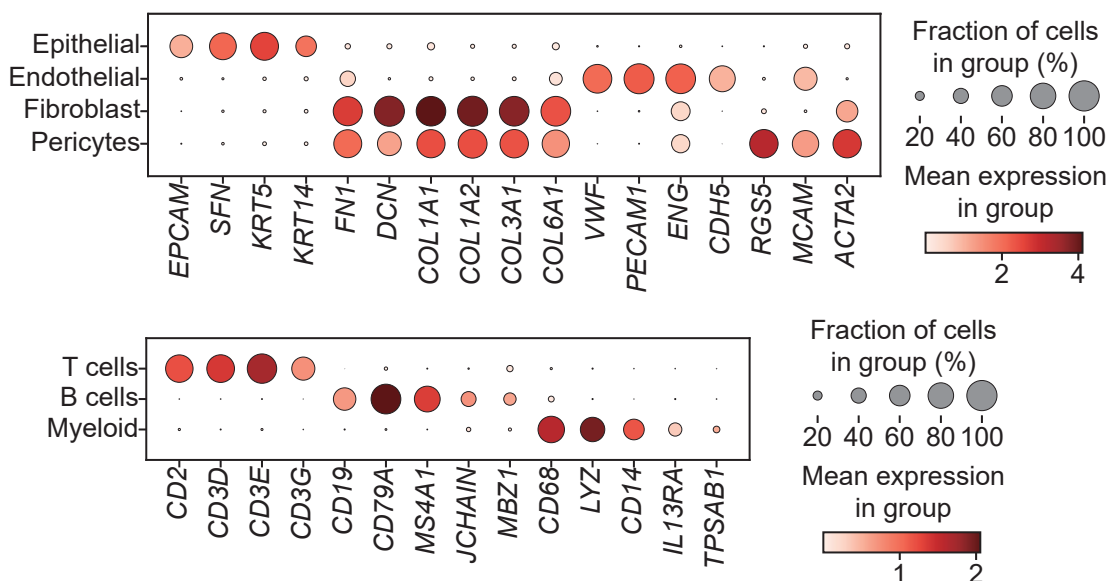 Epithelial
Endothelial
Fibroblast
Pericytes
EPCAM
SFN
KRT5
KRT14
FN1
DCN
COL1A1
COL1A2
COL3A1
COL6A1
VWF
PECAM1
ENG
CDH5
RGS5
MCAM
ACTA2
Fraction of cells
in group (%)
20 40 60 80 100
Mean expression
in group
2 4
T cells
B cells
Myeloid
CD2
CD3D
CD3E
CD3G
CD19
CD79A
MS4A1
JCHAIN
MBZ1
CD68
LYZ
CD14
IL13RA
TPSAB1
Fraction of cells
in group (%)
20 40 60 80 100
Mean expression
in group
1 2